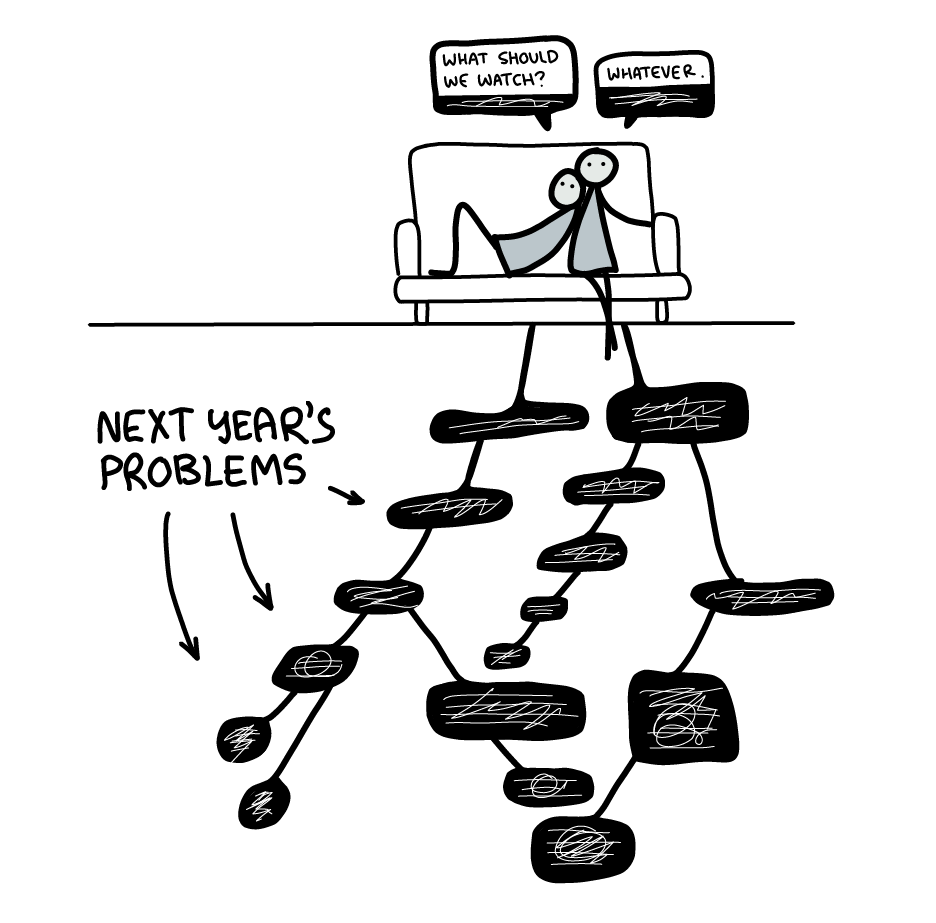 WHAT SHOULD
WE WATCH?
WHATEVER.
NEXT YEAR'S
PROBLEMS